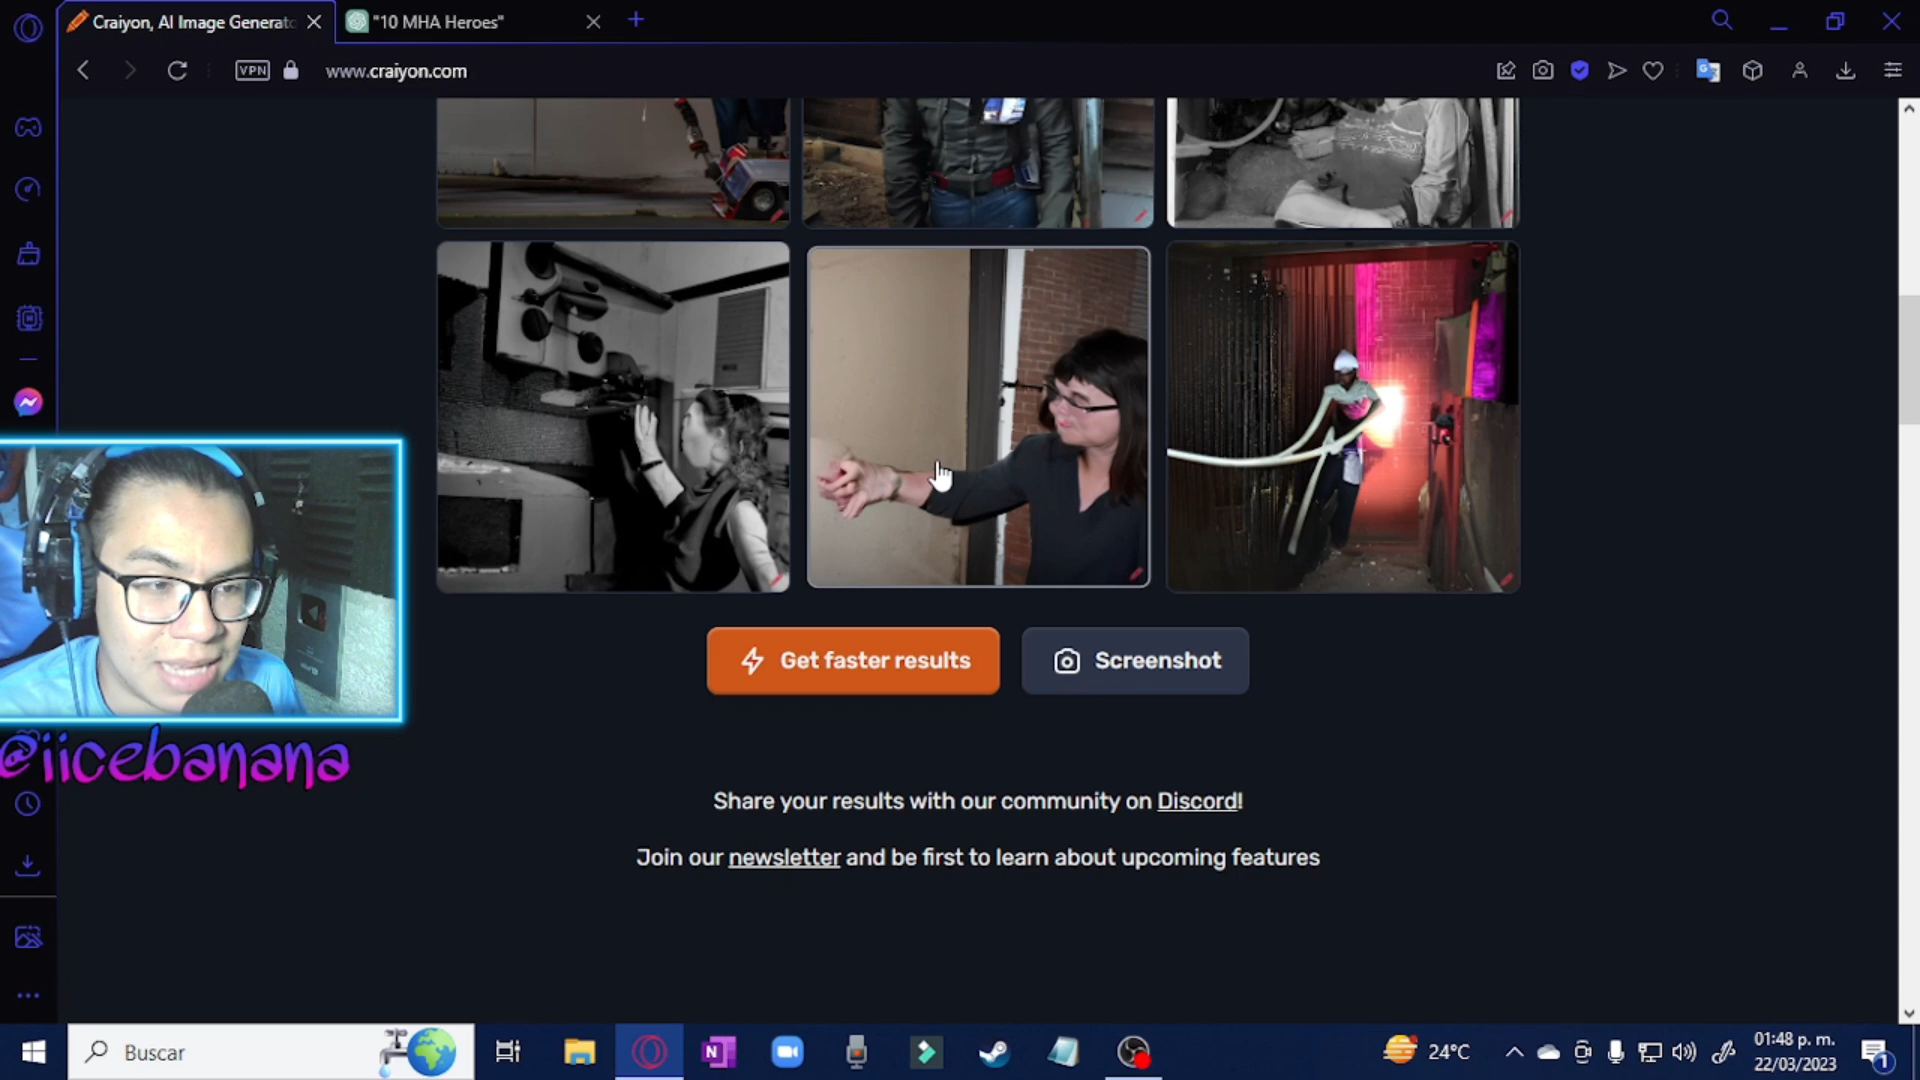 Craiyon, AI Image Generato
"10 MHA Heroes"
VPN
www.craiyon.com
Get faster results
Screenshot
@iicebanana
Share your results with our community on Discord!
Join our newsletter and be first to learn about upcoming features
Buscar
24°C
01:48 p. m.
22/03/2023
1